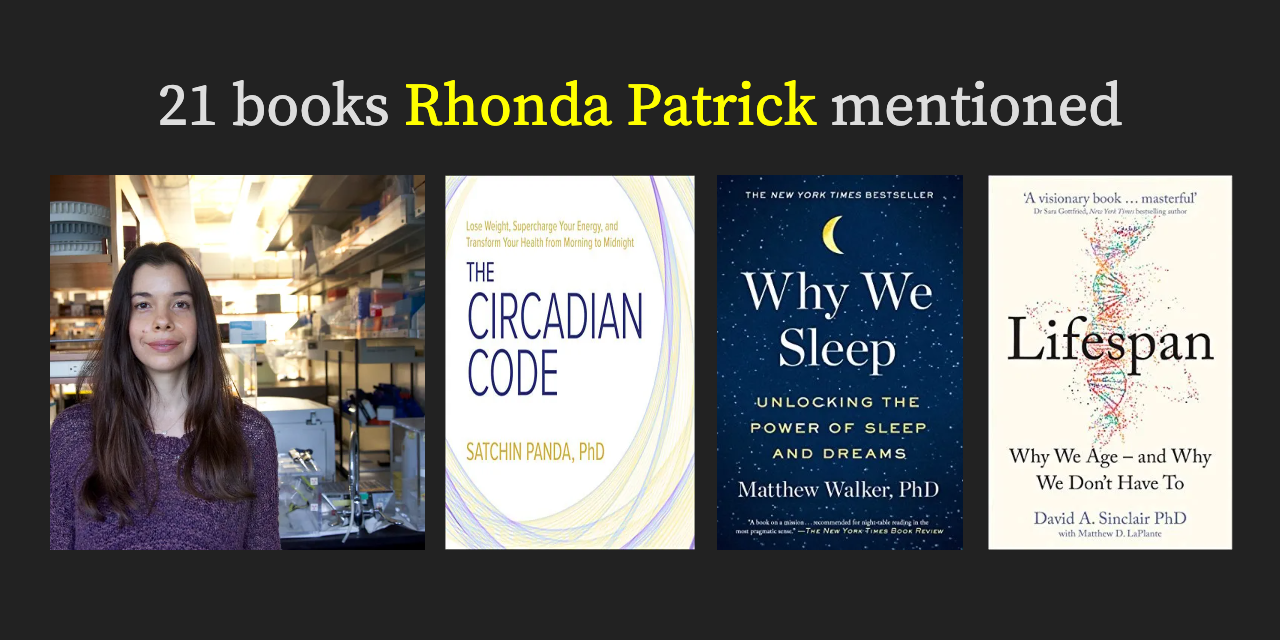 21 books Rhonda Patrick mentioned
Lose Weight, Supercharge Your Energy, and
Transform Your Health from Morning to Midnight
THE
CIRCADIAN
CODE
SATCHIN PANDA, PhD
THE NEW YORK TIMES BESTSELLER
Why We
Sleep
UNLOCKING THE
POWER OF SLEEP
AND DREAMS
Matthew Walker, PhD
"A book on a mission ... recommended for night-table reading in the
most pragmatic sense." —THE NEW YORK TIMES BOOK REVIEW
'A visionary book ... masterful'
Dr Sara Gottfried, New York Times bestselling author
Lifespan
Why We Age – and Why
We Don't Have To
David A. Sinclair PhD
with Matthew D. LaPlante